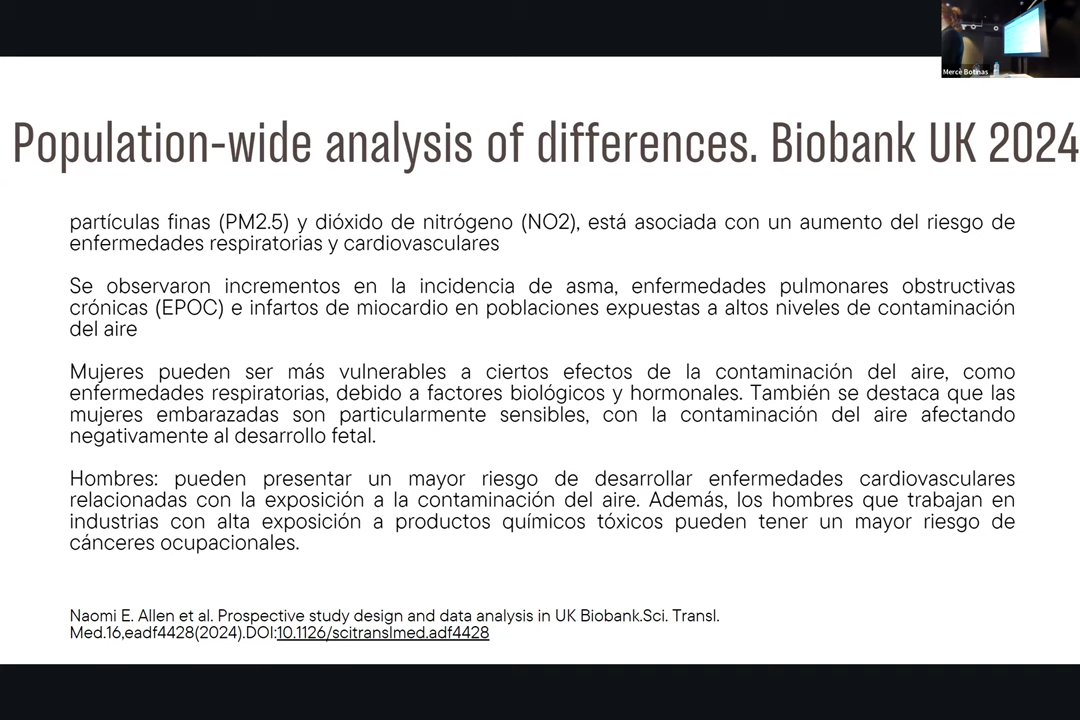 Mercè Botinas
Population-wide analysis of differences. Biobank UK 2024
partículas finas (PM2.5) y dióxido de nitrógeno (NO2), está asociada con un aumento del riesgo de
enfermedades respiratorias y cardiovasculares
Se observaron incrementos en la incidencia de asma, enfermedades pulmonares obstructivas
crónicas (EPOC) e infartos de miocardio en poblaciones expuestas a altos niveles de contaminación
del aire
Mujeres pueden ser más vulnerables a ciertos efectos de la contaminación del aire, como
enfermedades respiratorias, debido a factores biológicos y hormonales. También se destaca que las
mujeres embarazadas son particularmente sensibles, con la contaminación del aire afectando
negativamente al desarrollo fetal.
Hombres: pueden presentar un mayor riesgo de desarrollar enfermedades cardiovasculares
relacionadas con la exposición a la contaminación del aire. Además, los hombres que trabajan en
industrias con alta exposición a productos químicos tóxicos pueden tener un mayor riesgo de
cánceres ocupacionales.
Naomi E. Allen et al. Prospective study design and data analysis in UK Biobank.Sci. Transl.
Med.16,eadf4428(2024).DOI:10.1126/scitranslmed.adf4428